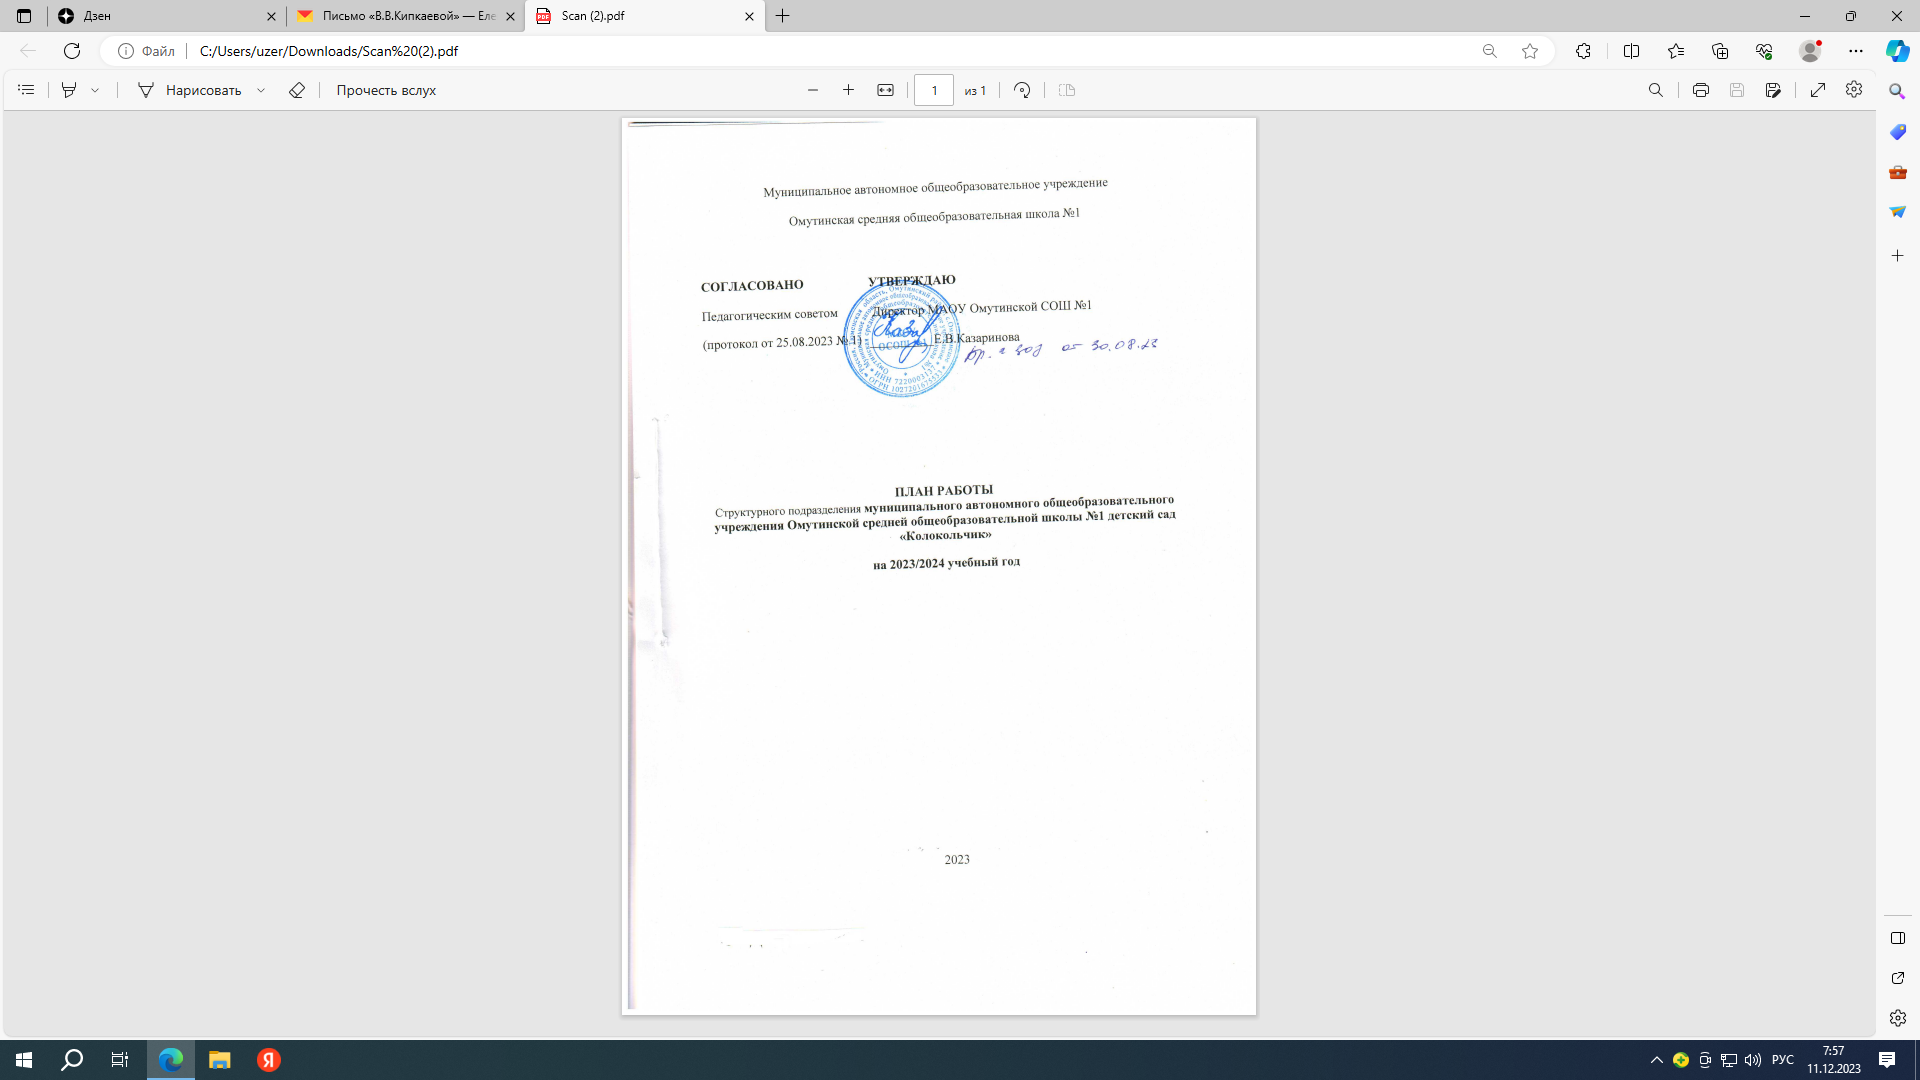 Дзен
Письмо «В.В.Кипкаевой» — Еле
Scan (2).pdf
Файл
C:/Users/uzer/Downloads/Scan%20(2).pdf
Нарисовать
Прочесть вслух
1
из 1
Муниципальное автономное общеобразовательное учреждение
Омутинская средняя общеобразовательная школа №1
СОГЛАСОВАНО УТВЕРЖДАЮ
Педагогическим советом Директор МАОУ Омутинской СОШ №1
(протокол от 25.08.2023 № 1) Е.В.Казаринова
от 30.08.23
ПЛАН РАБОТЫ
Структурного подразделения муниципального автономного общеобразовательного
учреждения Омутинской средней общеобразовательной школы №1 детский сад
«Колокольчик»
на 2023/2024 учебный год
2023
РУС
7:57
11.12.2023